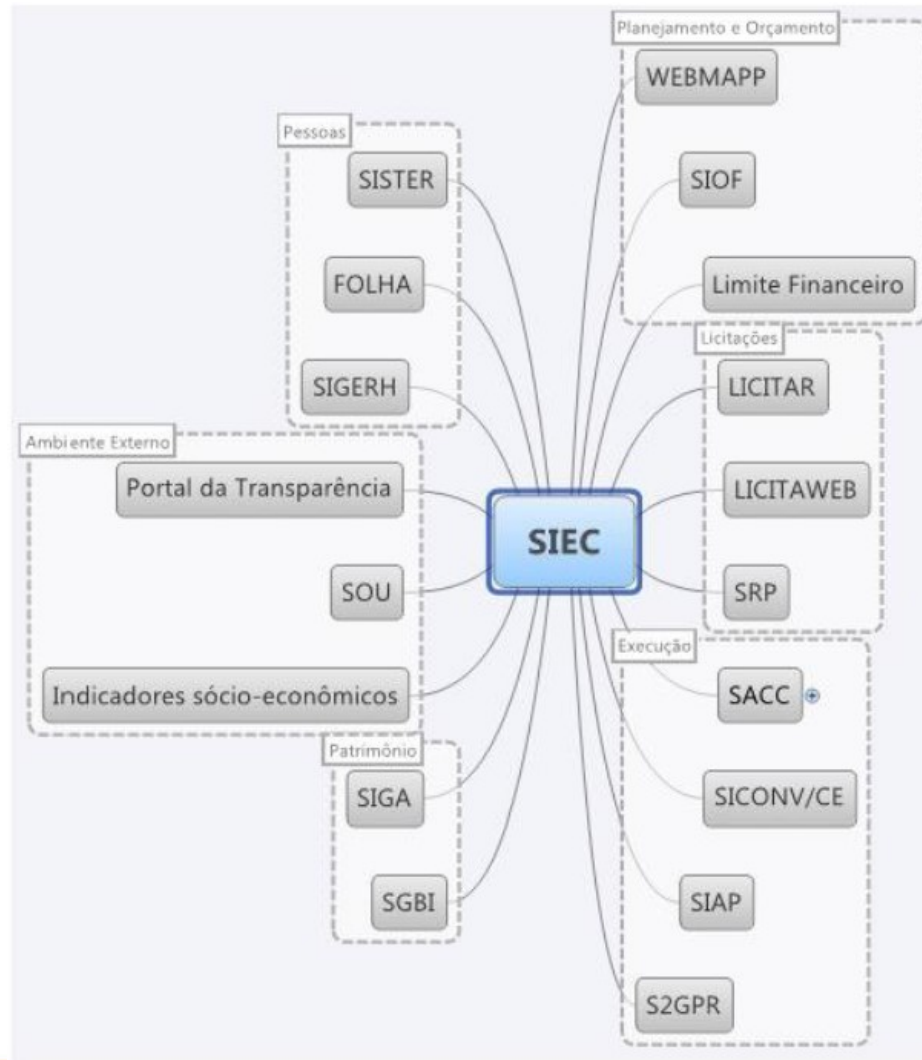 Planejamento e Orçamento
WEBMAPP
SIOF
Limite Financeiro
Pessoas
SISTER
FOLHA
SIGERH
Licitações
LICITAR
LICITAWEB
SRP
Ambiente Externo
Portal da Transparência
SOU
Indicadores sócio-econômicos
SIEC
Execução
SACC
SICONV/CE
SIAP
S2GPR
Patrimônio
SIGA
SGBI